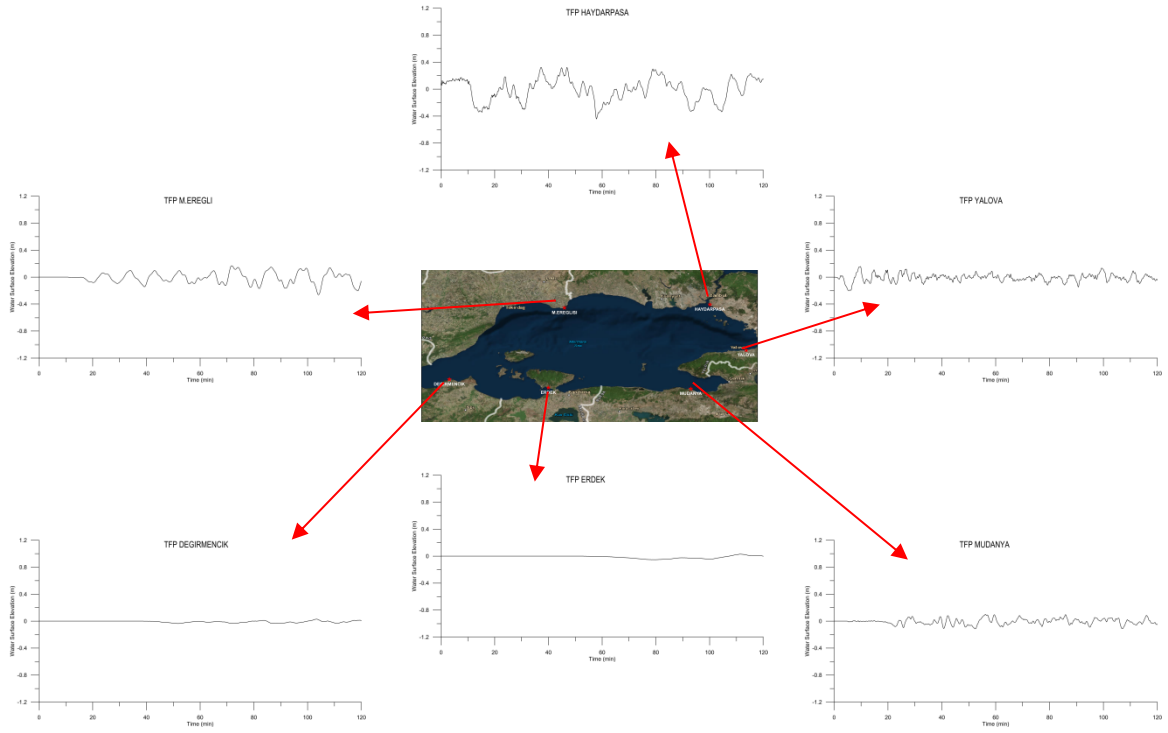 TFP HAYDARPASA
1.2
0.8
0.4
0
-0.4
-0.8
-1.2
Water Surface Elevation (m)
0 20 40 60 80 100 120
Time (min)
TFP M.EREGLI
1.2
0.8
0.4
0
-0.4
-0.8
-1.2
Water Surface Elevation (m)
0 20 40 60 80 100 120
Time (min)
TFP YALOVA
1.2
0.8
0.4
0
-0.4
-0.8
-1.2
Water Surface Elevation (m)
0 20 40 60 80 100 120
Time (min)
M.EREGLISI
HAYDARPASA
YALOVA
DEGIRMENCIK
ERDEK
MUDANYA
TFP ERDEK
1.2
0.8
0.4
0
-0.4
-0.8
-1.2
Water Surface Elevation (m)
0 20 40 60 80 100 120
Time (min)
TFP DEGIRMENCIK
1.2
0.8
0.4
0
-0.4
-0.8
-1.2
Water Surface Elevation (m)
0 20 40 60 80 100 120
Time (min)
TFP MUDANYA
1.2
0.8
0.4
0
-0.4
-0.8
-1.2
Water Surface Elevation (m)
0 20 40 60 80 100 120
Time (min)